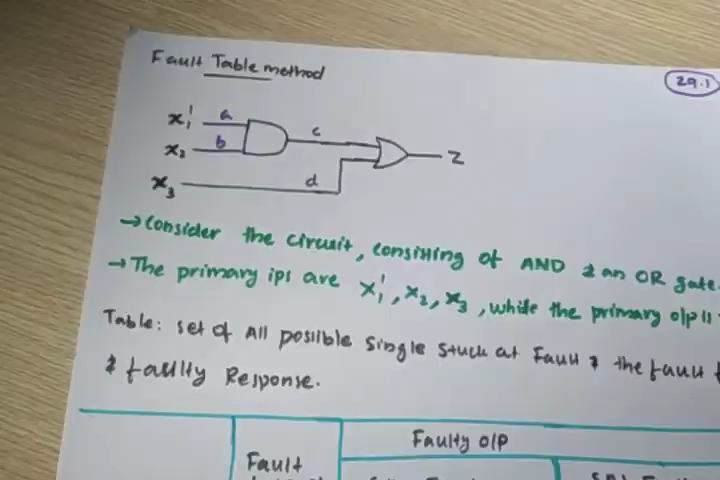 Fault Table method
29.1
x₁' a
b
x₂
c
z
x₃ d
→ Consider the circuit, consisting of AND & an OR gate.
→ The primary ips are x₁', x₂, x₃, while the primary o/p is
Table: set of All possible single stuck at Fault & the fault
& faulty Response.
Faulty o/p
Fault